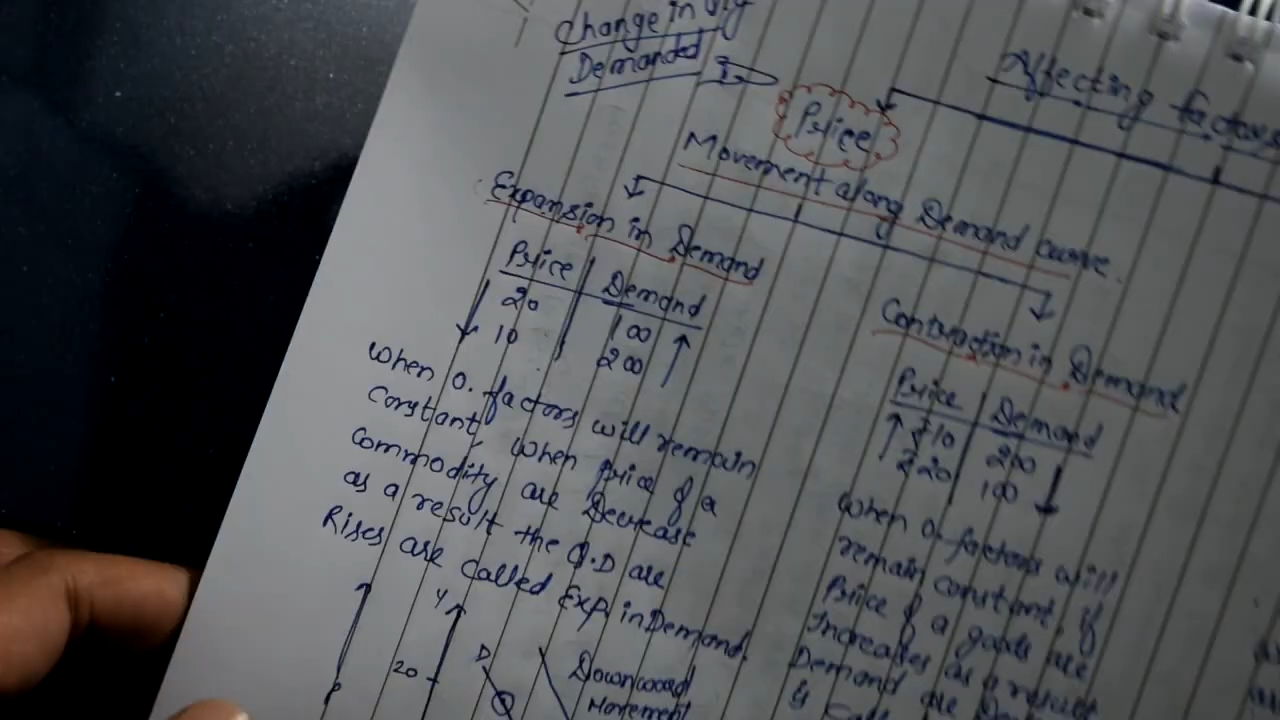 Change in
Demanded
Affecting factors
Price
Movement along Demand curve.
Expansion in Demand
Price Demand
20 100
10 200
When O. factors will remain
Constant, when Price of a
Commodity are Decrease
as a result the Q.D are
Rises are called Exp. in Demand.
Y
20
D
Downward
Movement
Contraction in Demand
Price Demand
₹10 200
₹20 100
When O. factors will
remain constant, if
Price of a goods are
Increases as a result
Demand are